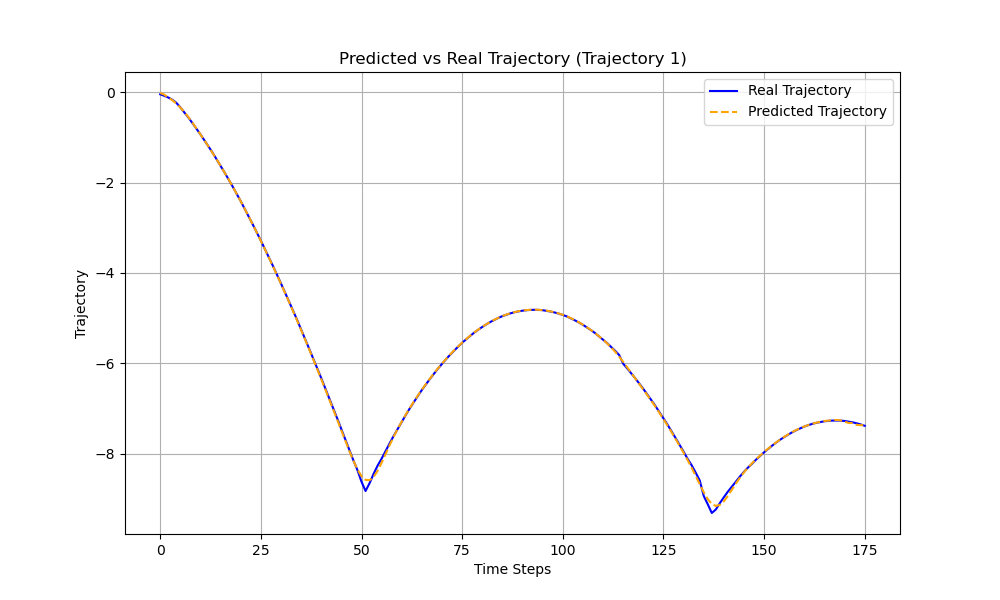 Predicted vs Real Trajectory (Trajectory 1)
Real Trajectory
Predicted Trajectory
0
−2
−4
−6
−8
Trajectory
0 25 50 75 100 125 150 175
Time Steps